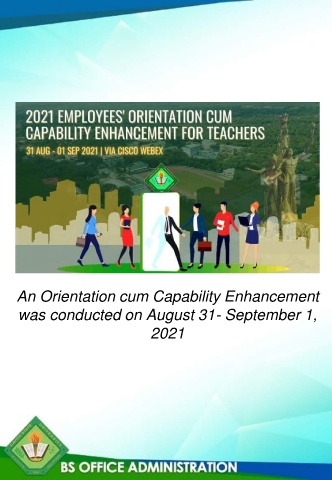 2021 EMPLOYEES' ORIENTATION CUM
CAPABILITY ENHANCEMENT FOR TEACHERS
31 AUG - 01 SEP 2021 | VIA CISCO WEBEX
An Orientation cum Capability Enhancement
was conducted on August 31- September 1,
2021
BS OFFICE ADMINISTRATION